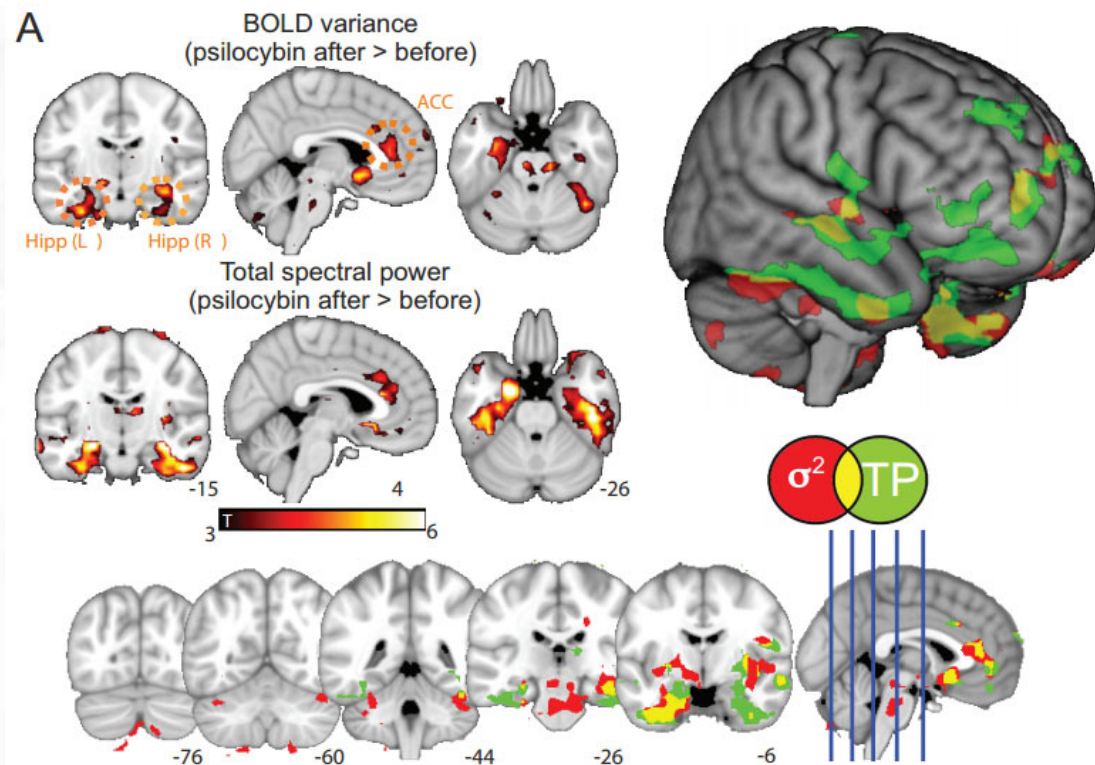 A
BOLD variance
(psilocybin after > before)
ACC
Hipp (L )
Hipp (R )
Total spectral power
(psilocybin after > before)
-15
4
-26
T
3
6
σ²
TP
-76
-60
-44
-26
-6